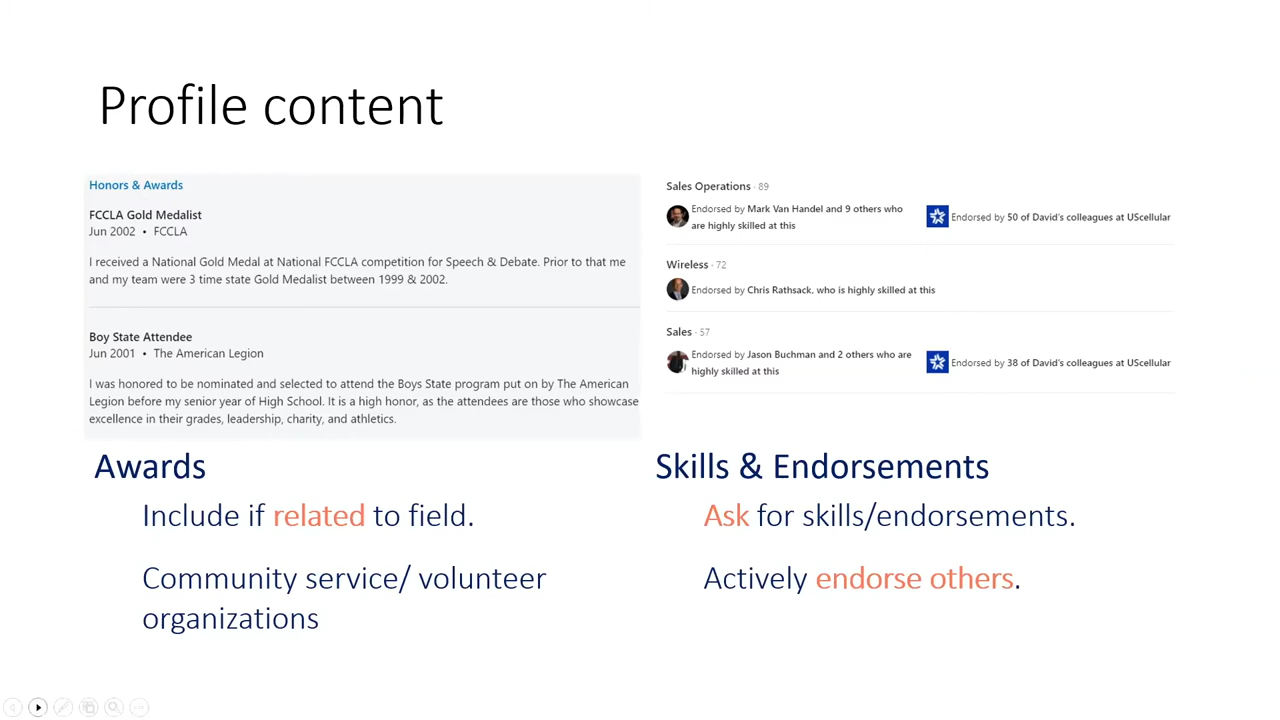 Profile content
Honors & Awards
FCCLA Gold Medalist
Jun 2002 • FCCLA
I received a National Gold Medal at National FCCLA competition for Speech & Debate. Prior to that me
and my team were 3 time state Gold Medalist between 1999 & 2002.
Boy State Attendee
Jun 2001 • The American Legion
I was honored to be nominated and selected to attend the Boys State program put on by The American
Legion before my senior year of High School. It is a high honor, as the attendees are those who showcase
excellence in their grades, leadership, charity, and athletics.
Awards
Include if related to field.
Community service/ volunteer
organizations
Sales Operations · 89
Endorsed by Mark Van Handel and 9 others who
are highly skilled at this
Endorsed by 50 of David's colleagues at UScellular
Wireless · 72
Endorsed by Chris Rathsack, who is highly skilled at this
Sales · 57
Endorsed by Jason Buchman and 2 others who are
highly skilled at this
Endorsed by 38 of David's colleagues at UScellular
Skills & Endorsements
Ask for skills/endorsements.
Actively endorse others.